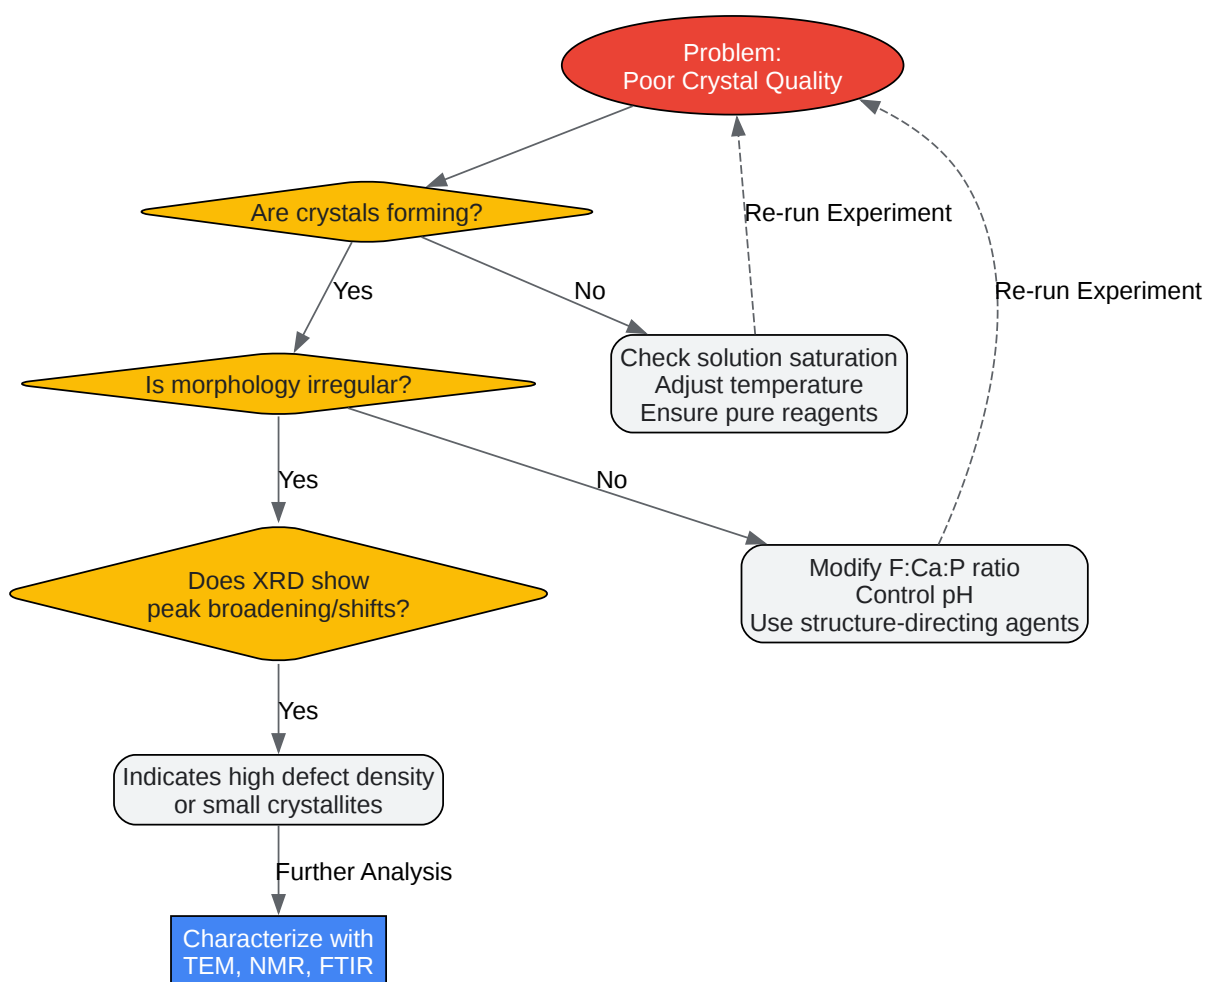 Problem:
Poor Crystal Quality
Are crystals forming?
Re-run Experiment
Yes
No
Re-run Experiment
Check solution saturation
Adjust temperature
Ensure pure reagents
Is morphology irregular?
Yes
No
Does XRD show
peak broadening/shifts?
Modify F:Ca:P ratio
Control pH
Use structure-directing agents
Yes
Indicates high defect density
or small crystallites
Further Analysis
Characterize with
TEM, NMR, FTIR